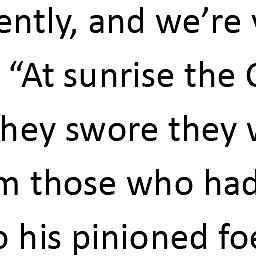 ently, and we’re
“At sunrise the
hey swore they
m those who had
his pinioned foe